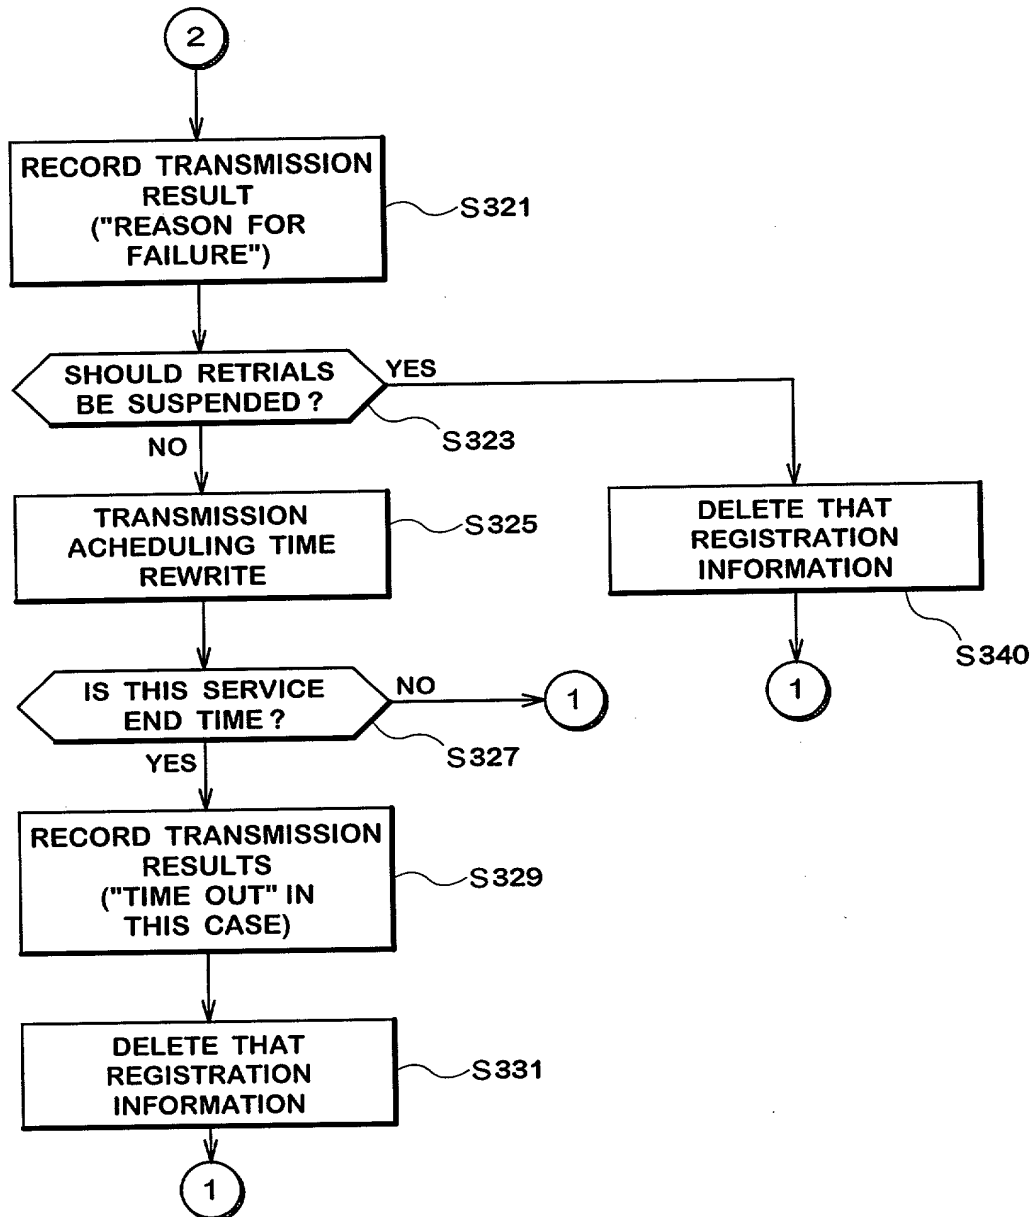 2
RECORD TRANSMISSION
RESULT
("REASON FOR
FAILURE")
S321
SHOULD RETRIALS
BE SUSPENDED ?
YES
S323
NO
TRANSMISSION
ACHEDULING TIME
REWRITE
S325
DELETE THAT
REGISTRATION
INFORMATION
S340
1
IS THIS SERVICE
END TIME ?
NO
1
S327
YES
RECORD TRANSMISSION
RESULTS
("TIME OUT" IN
THIS CASE)
S329
DELETE THAT
REGISTRATION
INFORMATION
S331
1